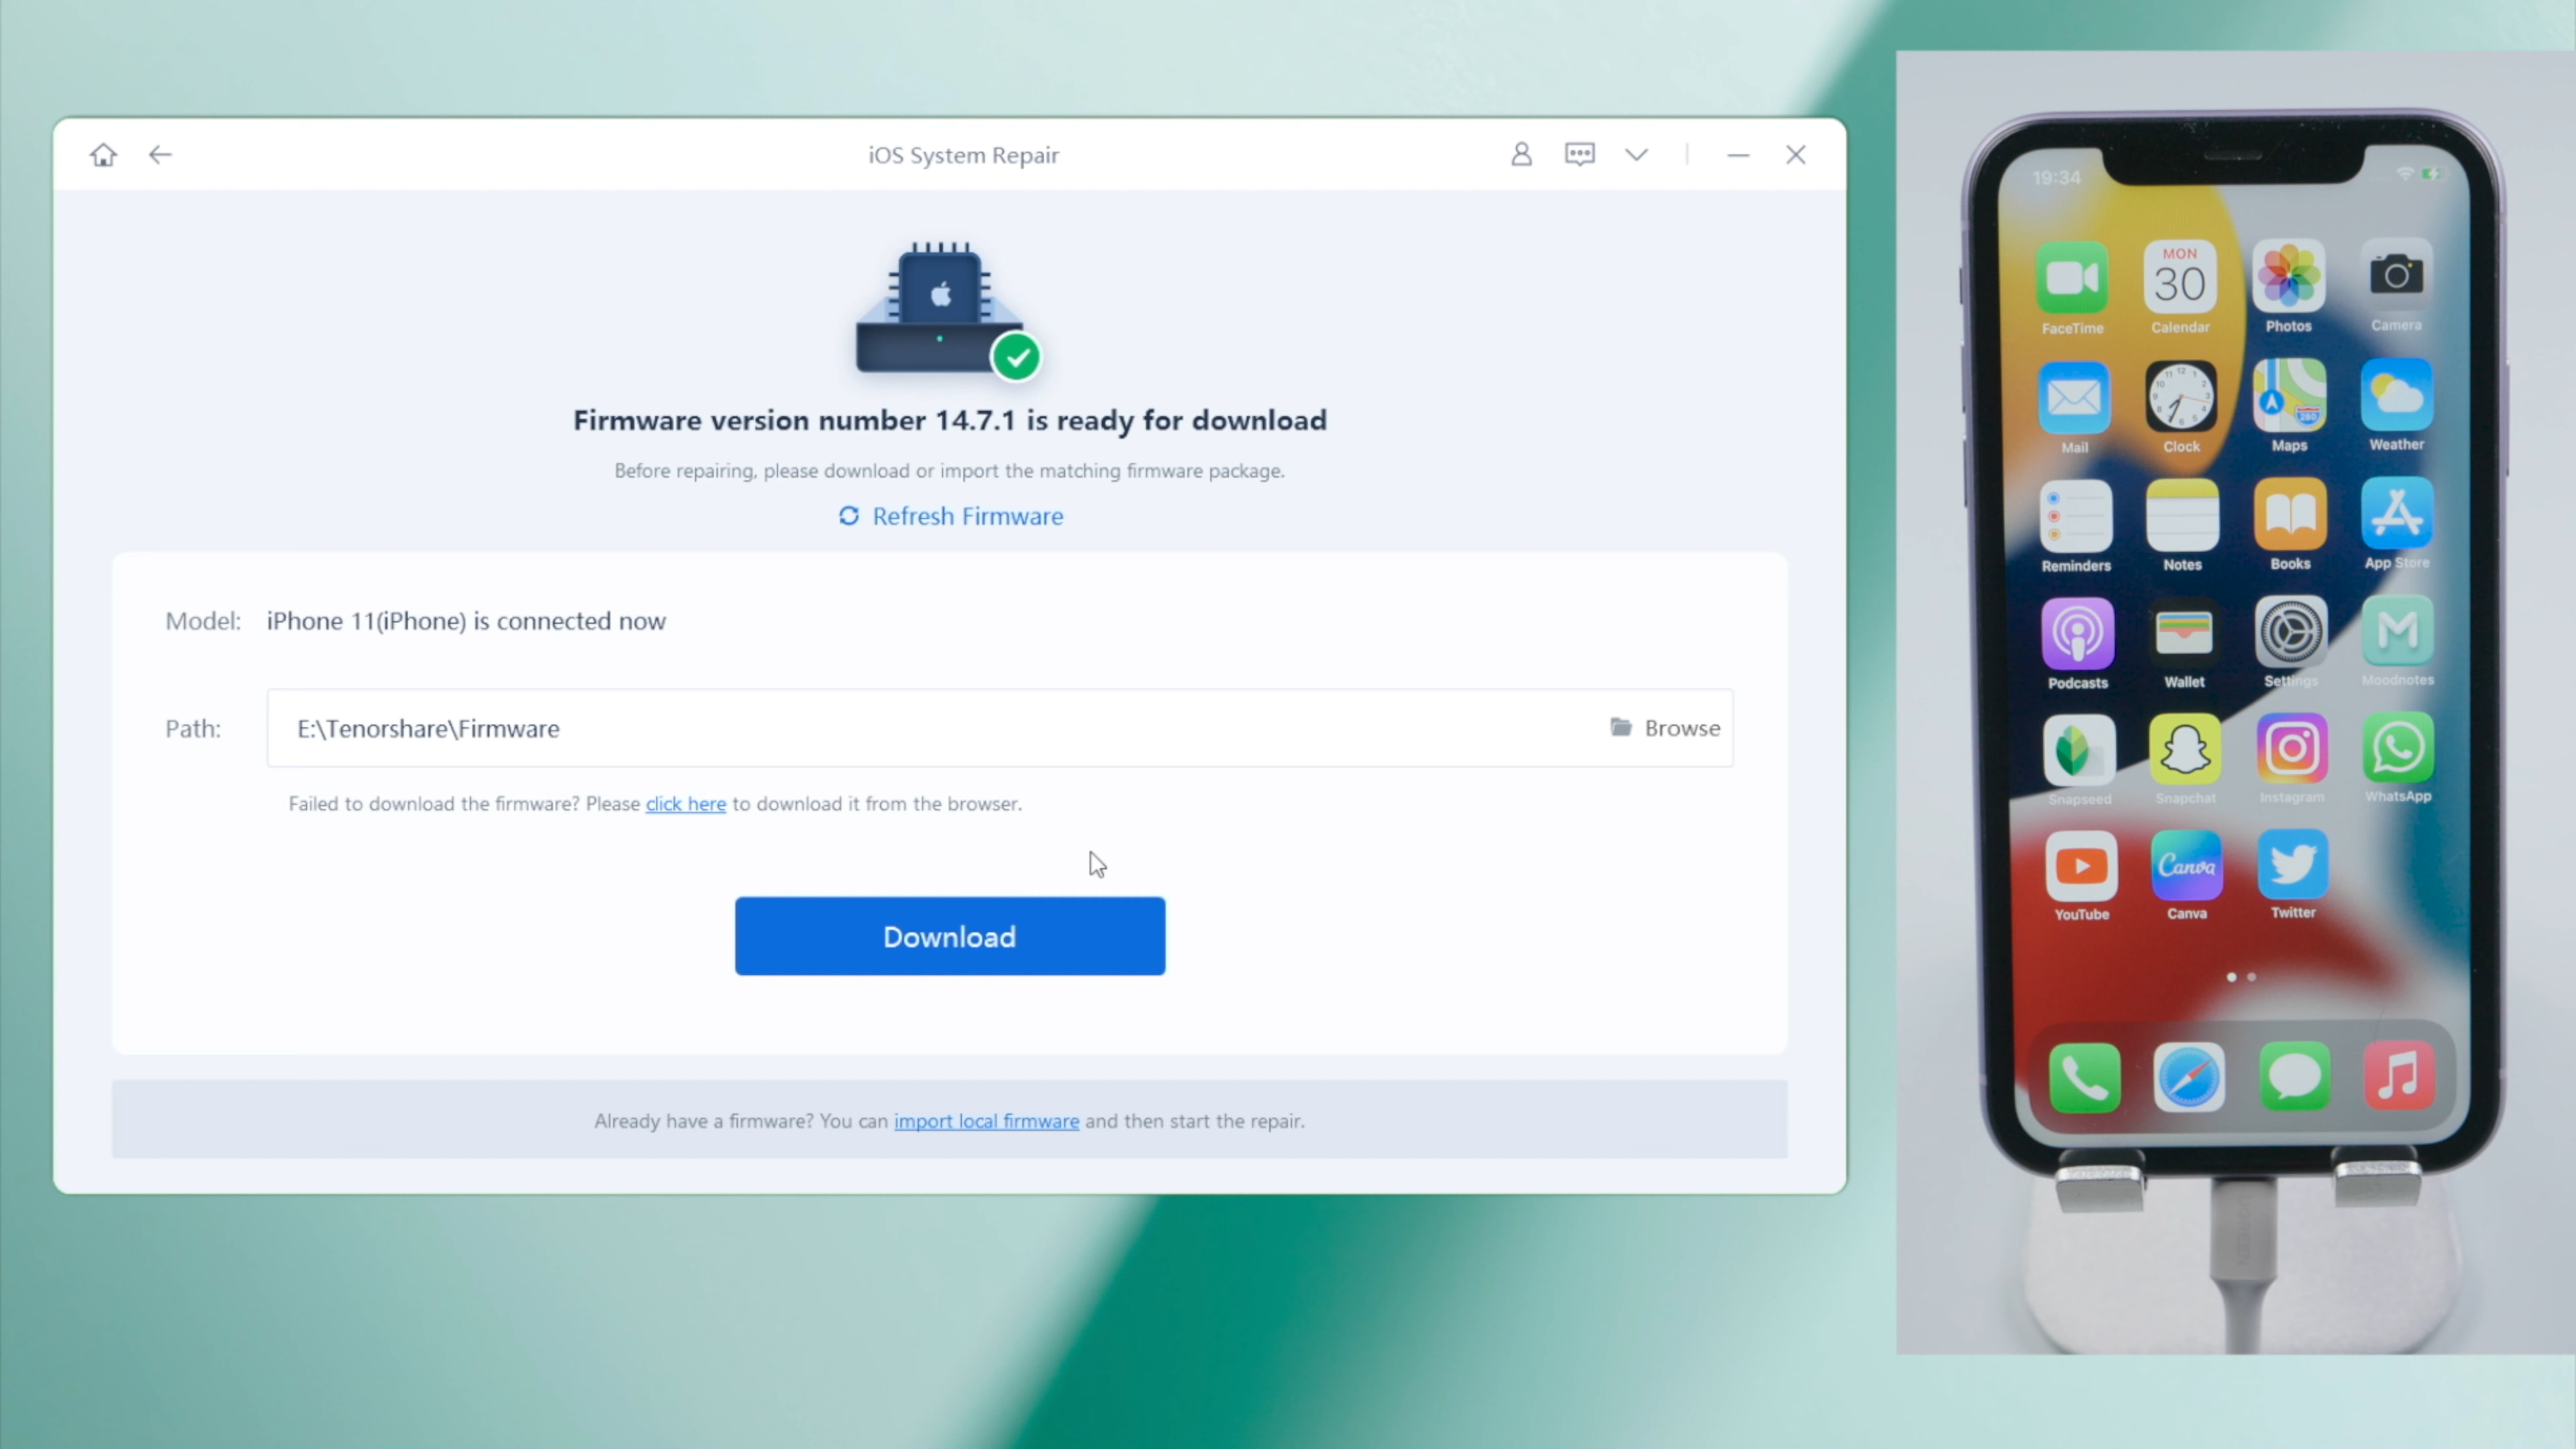 iOS System Repair
Firmware version number 14.7.1 is ready for download
Before repairing, please download or import the matching firmware package.
Refresh Firmware
Model: iPhone 11(iPhone) is connected now
Path: E:\Tenorshare\Firmware Browse
Failed to download the firmware? Please click here to download it from the browser.
Download
Already have a firmware? You can import local firmware and then start the repair.
19:34
MON
30
FaceTime Calendar Photos Camera
Mail Clock Maps Weather
Reminders Notes Books App Store
Podcasts Wallet Settings Moodnotes
Snapseed Snapchat Instagram WhatsApp
Canva
YouTube Canva Twitter